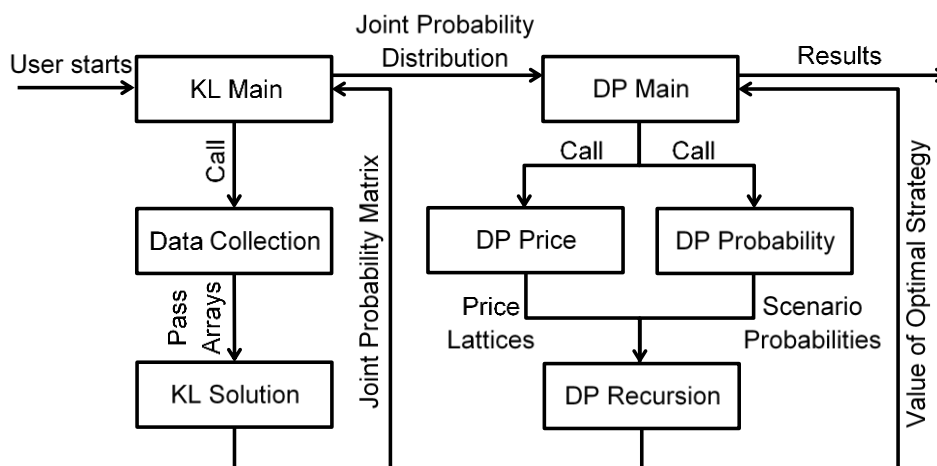 Joint Probability
Distribution
User starts
KL Main
DP Main
Results
Call
Call
Call
Joint Probability Matrix
Value of Optimal Strategy
Data Collection
DP Price
DP Probability
Pass
Arrays
Price
Lattices
Scenario
Probabilities
KL Solution
DP Recursion